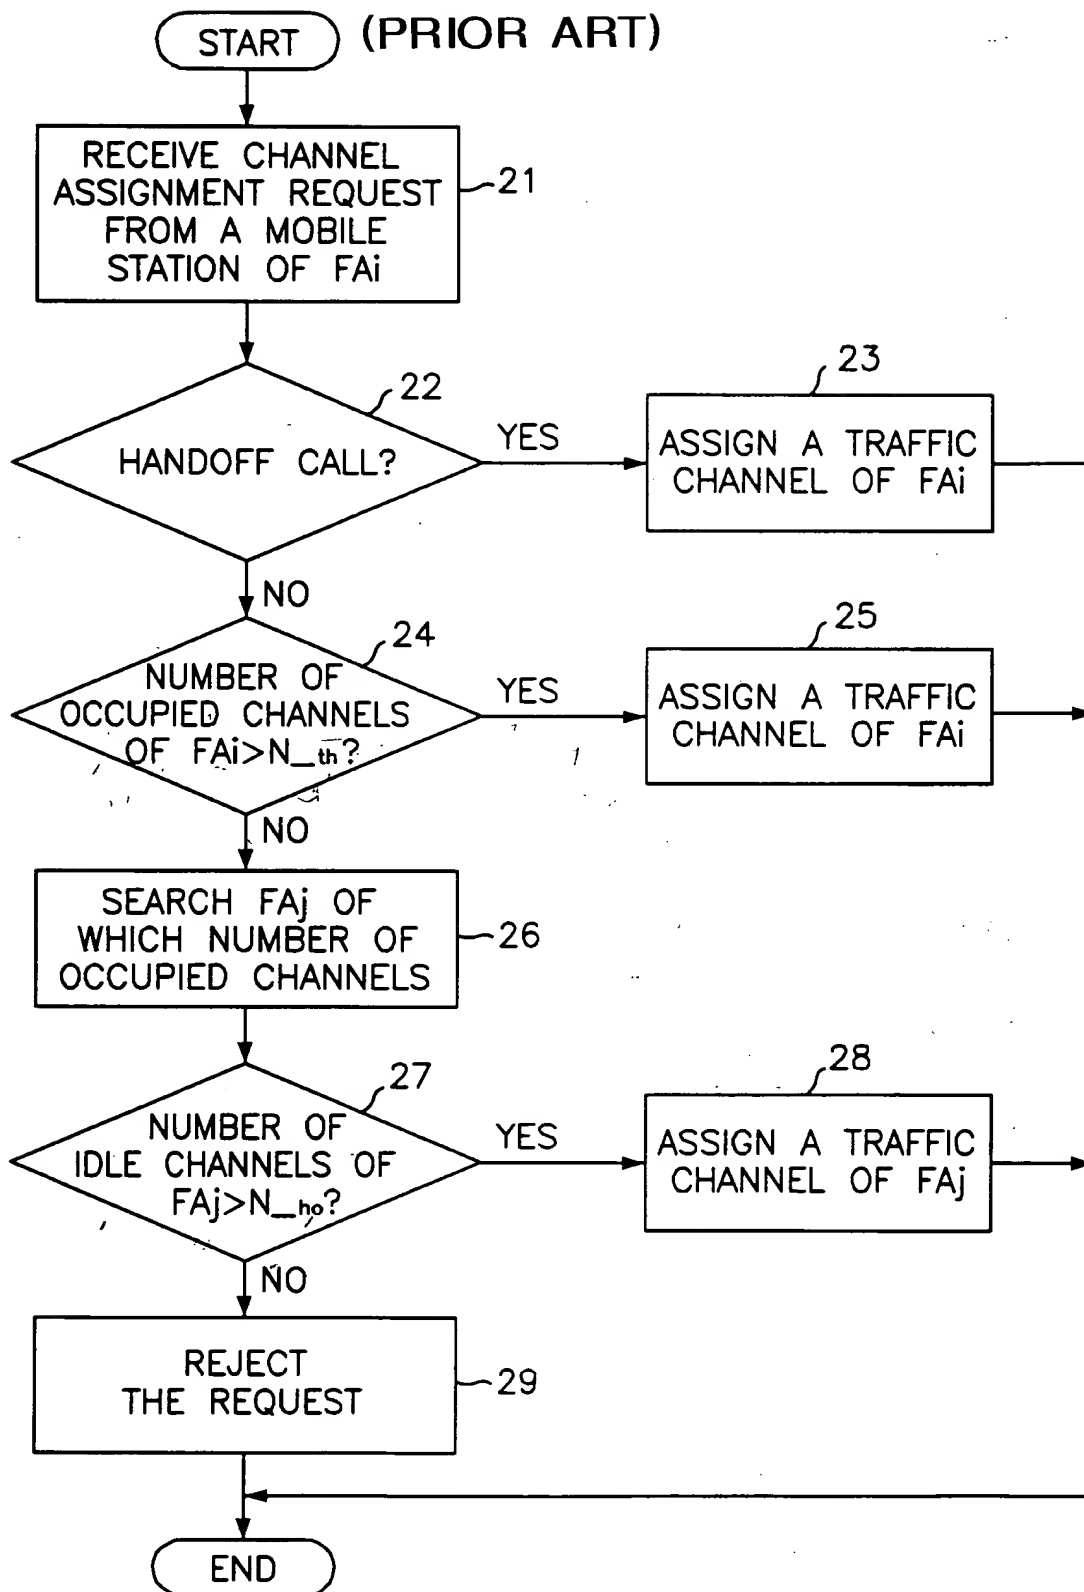 START
(PRIOR ART)
RECEIVE CHANNEL
ASSIGNMENT REQUEST
FROM A MOBILE
STATION OF FAi
21
HANDOFF CALL?
22
YES
23
ASSIGN A TRAFFIC
CHANNEL OF FAi
NO
NUMBER OF
OCCUPIED CHANNELS
OF FAi>N_th?
24
YES
25
ASSIGN A TRAFFIC
CHANNEL OF FAi
NO
SEARCH FAj OF
WHICH NUMBER OF
OCCUPIED CHANNELS
26
NUMBER OF
IDLE CHANNELS OF
FAj>N_ho?
27
YES
28
ASSIGN A TRAFFIC
CHANNEL OF FAj
NO
REJECT
THE REQUEST
29
END